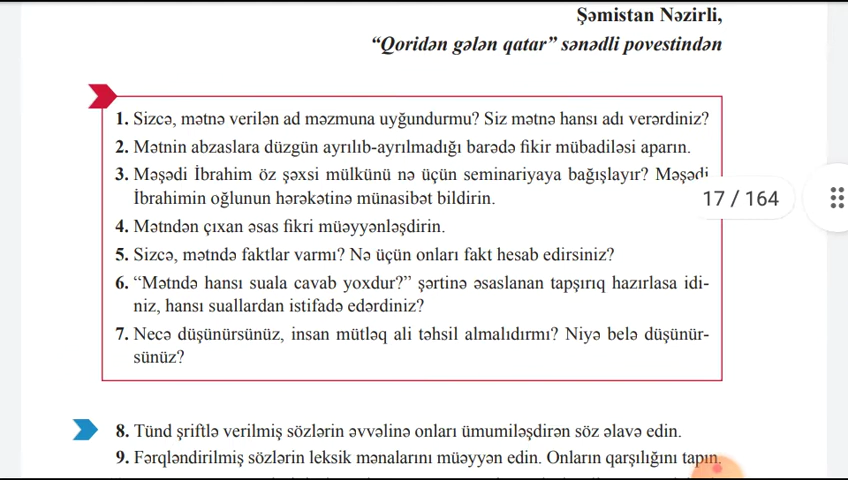 Şəmistan Nəzirli,
“Qoridən gələn qatar” sənədli povestindən
1. Sizcə, mətnə verilən ad məzmuna uyğundurmu? Siz mətnə hansı adı verərdiniz?
2. Mətnin abzaslara düzgün ayrılıb-ayrılmadığı barədə fikir mübadiləsi aparın.
3. Məşədi İbrahim öz şəxsi mülkünü nə üçün seminariyaya bağışlayır? Məşədi
İbrahimin oğlunun hərəkətinə münasibət bildirin.
17 / 164
4. Mətndən çıxan əsas fikri müəyyənləşdirin.
5. Sizcə, mətndə faktlar varmı? Nə üçün onları fakt hesab edirsiniz?
6. “Mətndə hansı suala cavab yoxdur?” şərtinə əsaslanan tapşırıq hazırlasa idi-
niz, hansı suallardan istifadə edərdiniz?
7. Necə düşünürsünüz, insan mütləq ali təhsil almalıdırmı? Niyə belə düşünür-
sünüz?
8. Tünd şriftlə verilmiş sözlərin əvvəlinə onları ümumiləşdirən söz əlavə edin.
9. Fərqləndirilmiş sözlərin leksik mənalarını müəyyən edin. Onların qarşılığını tapın.